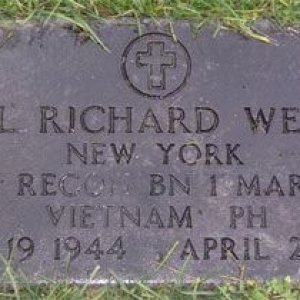 L RICHARD WE
NEW YORK
RECON BN 1 MAR
VIETNAM PH
19 1944 APRIL 2